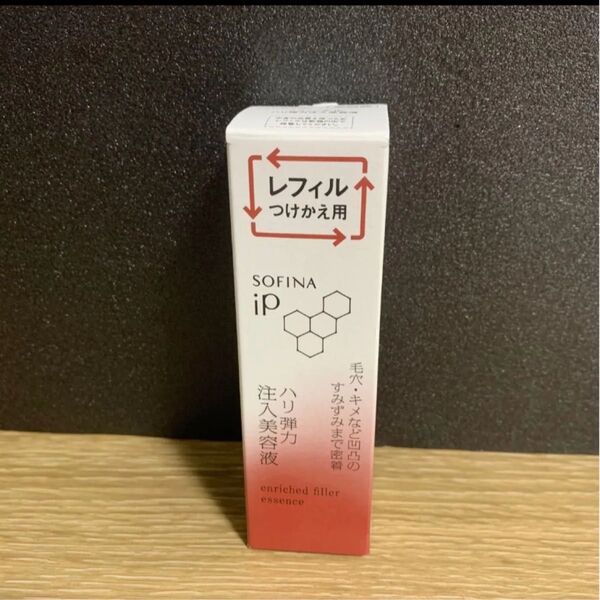 レフィル
つけかえ用
SOFINA
iP
毛穴・キメなど凹凸の
すみずみまで密着
ハリ弾力
注入美容液
enriched filler
essence